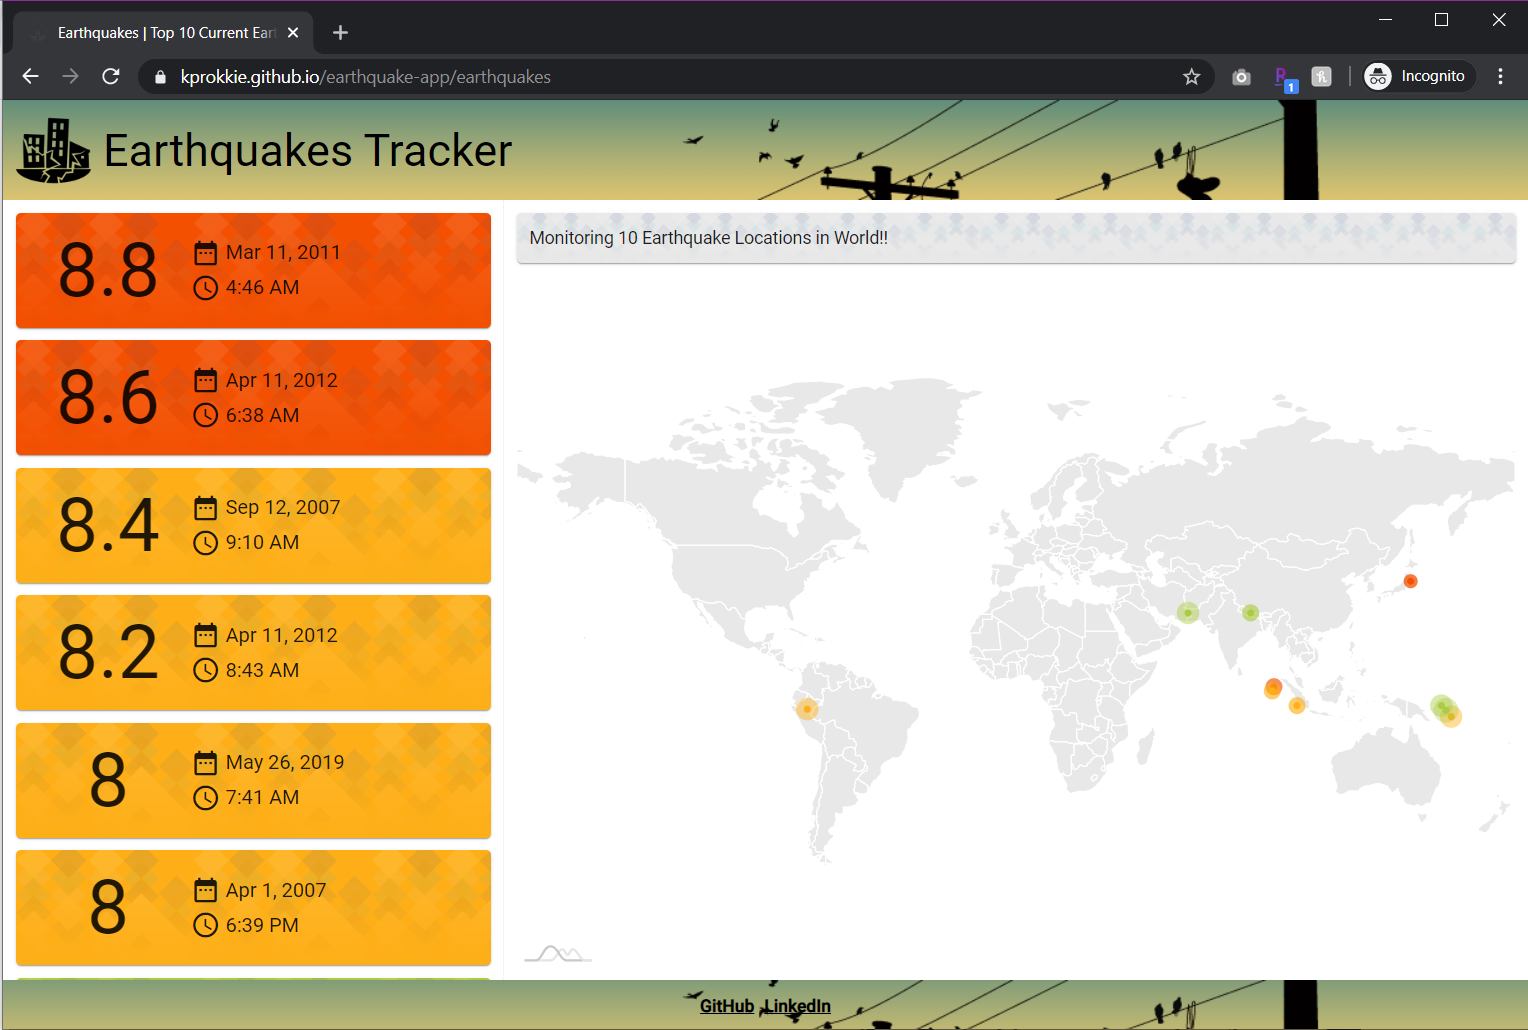 Earthquakes | Top 10 Current Eart
kprokkie.github.io/earthquake-app/earthquakes
1
Incognito
Earthquakes Tracker
8.8
Mar 11, 2011
4:46 AM
8.6
Apr 11, 2012
6:38 AM
8.4
Sep 12, 2007
9:10 AM
8.2
Apr 11, 2012
8:43 AM
8
May 26, 2019
7:41 AM
8
Apr 1, 2007
6:39 PM
Monitoring 10 Earthquake Locations in World!!
GitHub LinkedIn